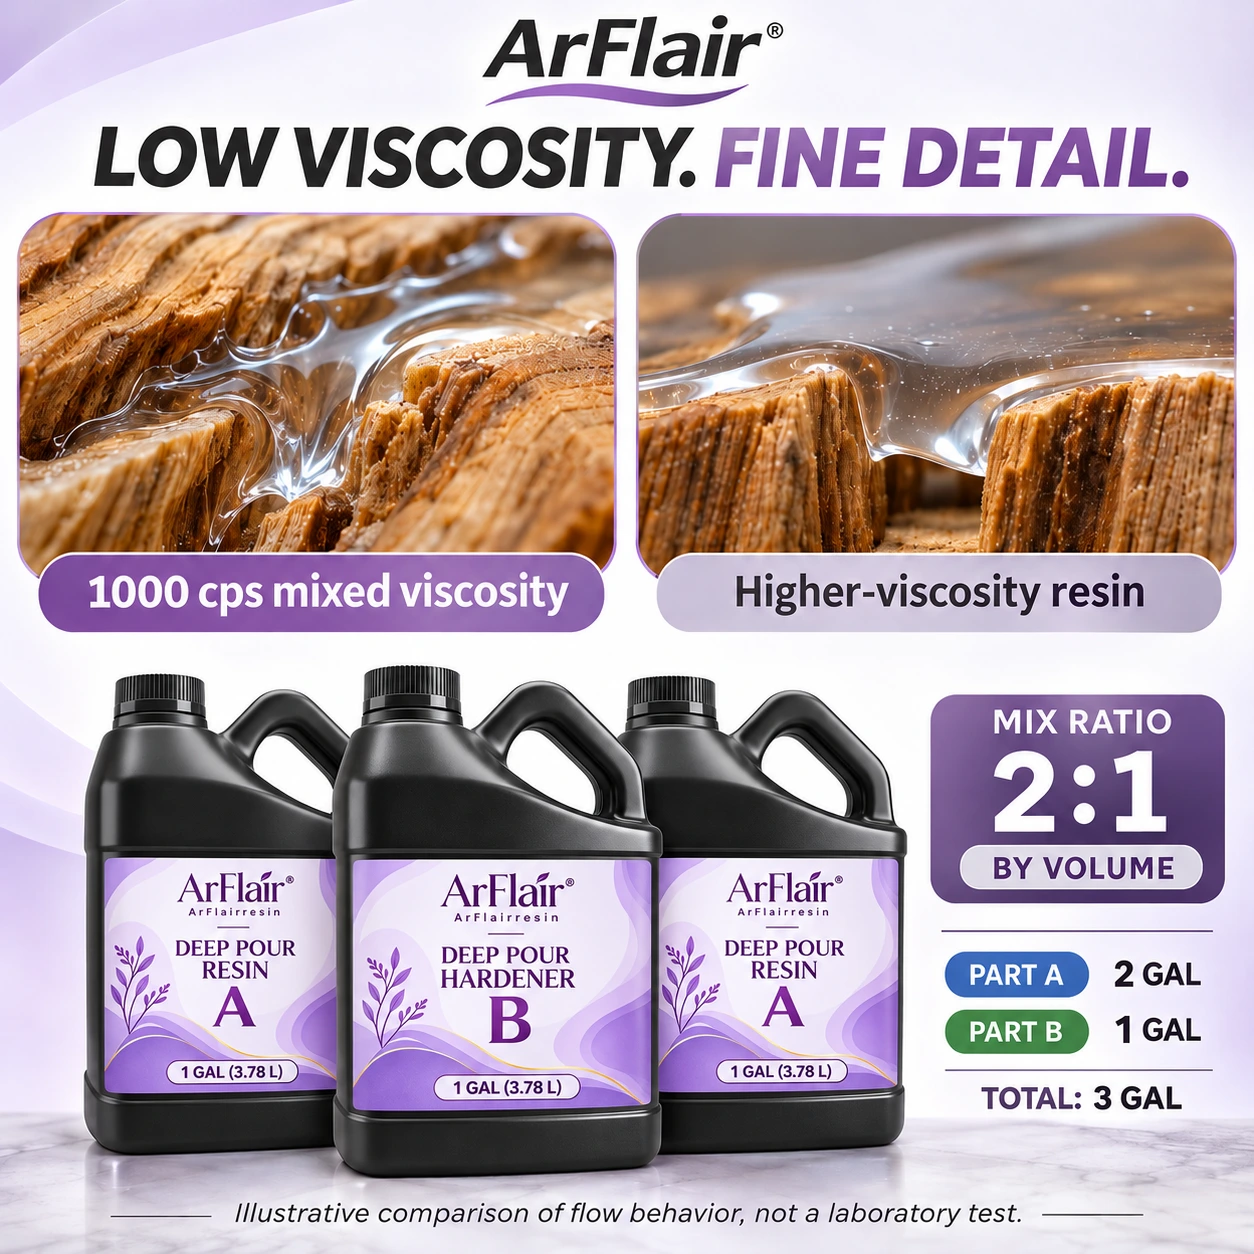 ArFlair®
LOW VISCOSITY. FINE DETAIL.
1000 cps mixed viscosity
Higher-viscosity resin
ArFlair®
ArFlairresin
DEEP POUR
RESIN
A
1 GAL (3.78 L)
ArFlair®
ArFlairresin
DEEP POUR
HARDENER
B
1 GAL (3.78 L)
ArFlair®
ArFlairresin
DEEP POUR
RESIN
A
1 GAL (3.78 L)
MIX RATIO
2:1
BY VOLUME
PART A 2 GAL
PART B 1 GAL
TOTAL: 3 GAL
Illustrative comparison of flow behavior, not a laboratory test.